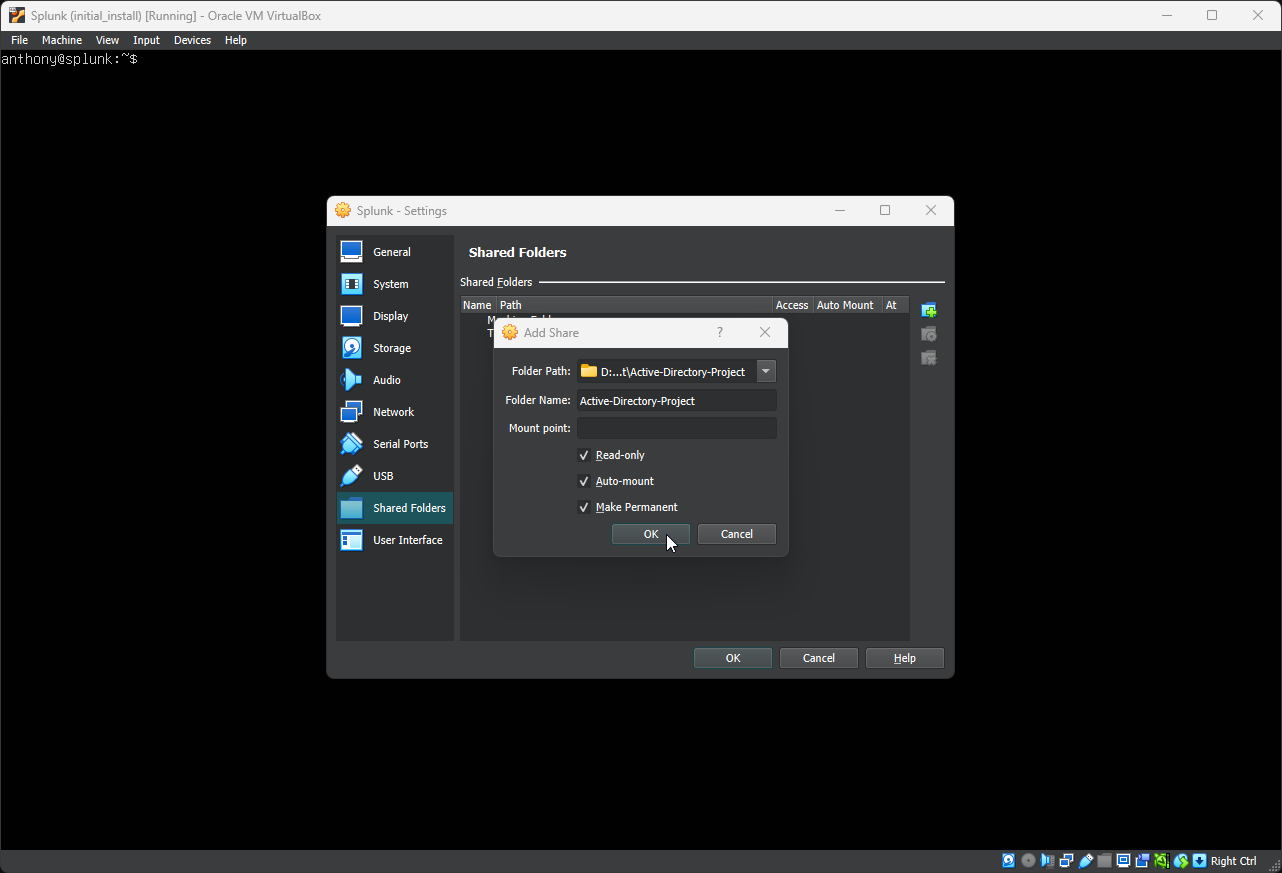 Splunk (initial_install) [Running] - Oracle VM VirtualBox
File Machine View Input Devices Help
anthony@splunk:~$
Splunk - Settings
General
System
Display
Storage
Audio
Network
Serial Ports
USB
Shared Folders
User Interface
Shared Folders
Shared Folders
Name Path Access Auto Mount At
Add Share ?
Folder Path: D:...t\Active-Directory-Project
Folder Name: Active-Directory-Project
Mount point:
Read-only
Auto-mount
Make Permanent
OK Cancel
OK Cancel Help
Right Ctrl